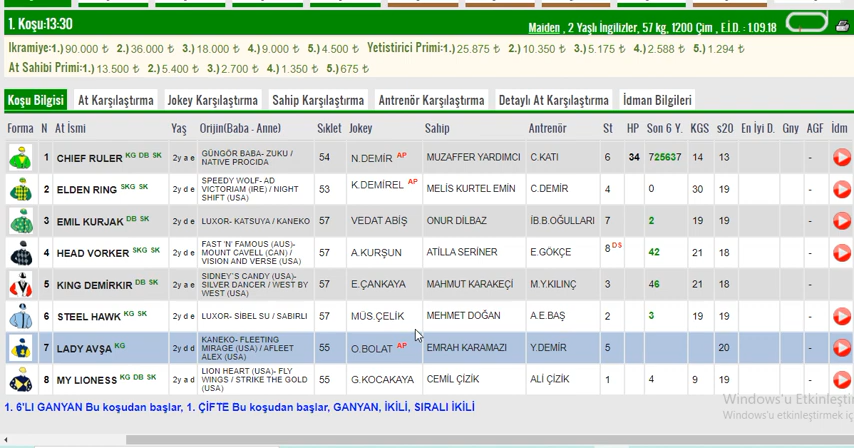 1. Koşu:13:30
Maiden , 2 Yaşlı İngilizler, 57 kg, 1200 Çim , E.İ.D. : 1.09.18
Ikramiye:1.) 90.000 ₺ 2.) 36.000 ₺ 3.) 18.000 ₺ 4.) 9.000 ₺ 5.) 4.500 ₺ Yetistirici Primi:1.) 25.875 ₺ 2.) 10.350 ₺ 3.) 5.175 ₺ 4.) 2.588 ₺ 5.) 1.294 ₺
At Sahibi Primi:1.) 13.500 ₺ 2.) 5.400 ₺ 3.) 2.700 ₺ 4.) 1.350 ₺ 5.) 675 ₺
Koşu Bilgisi At Karşılaştırma Jokey Karşılaştırma Sahip Karşılaştırma Antrenör Karşılaştırma Detaylı At Karşılaştırma İdman Bilgileri
Forma N At İsmi Yaş Orijin(Baba - Anne) Sıklet Jokey Sahip Antrenör St HP Son 6 Y. KGS s20 En İyi D. Gny AGF İdm
1 CHIEF RULER KG DB SK 2y a e GÜNGÖR BABA- ZUKU / NATIVE PROCIDA 54 N.DEMİR AP MUZAFFER YARDIMCI C.KATI 6 34 725637 14 13 -
2 ELDEN RING SKG SK 2y d e SPEEDY WOLF- AD VICTORIAM (IRE) / NIGHT SHIFT (USA) 53 K.DEMİREL AP MELİS KURTEL EMİN C.DEMİR 4 0 30 19 -
3 EMIL KURJAK DB SK 2y d e LUXOR- KATSUYA / KANEKO 57 VEDAT ABİŞ ONUR DİLBAZ İB.B.OĞULLARI 7 2 19 19 -
4 HEAD VORKER SKG SK 2y d e FAST 'N' FAMOUS (AUS)- MOUNT CAVELL (CAN) / VISION AND VERSE (USA) 57 A.KURŞUN ATİLLA SERİNER E.GÖKÇE 8 DS 42 21 18 -
5 KING DEMİRKIR DB SK 2y a e SIDNEY'S CANDY (USA)- SILVER DANCER / WEST BY WEST (USA) 57 E.ÇANKAYA MAHMUT KARAKEÇİ M.Y.KILINÇ 3 46 21 18 -
6 STEEL HAWK KG SK 2y d e LUXOR- SİBEL SU / SABIRLI 57 MÜS.ÇELİK MEHMET DOĞAN A.E.BAŞ 2 3 19 19 -
7 LADY AVŞA KG 2y d d KANEKO- FLEETING MIRAGE (USA) / AFLEET ALEX (USA) 55 O.BOLAT AP EMRAH KARAMAZI Y.DEMİR 5 20 -
8 MY LIONESS KG DB SK 2y a d LION HEART (USA)- FLY WINGS / STRIKE THE GOLD (USA) 55 G.KOCAKAYA CEMİL ÇİZİK ALİ ÇİZİK 1 4 9 19 -
1. 6'LI GANYAN Bu koşudan başlar, 1. ÇİFTE Bu koşudan başlar, GANYAN, İKİLİ, SIRALI İKİLİ
Windows'u Etkinleştir
Windows'u etkinleştirmek iç